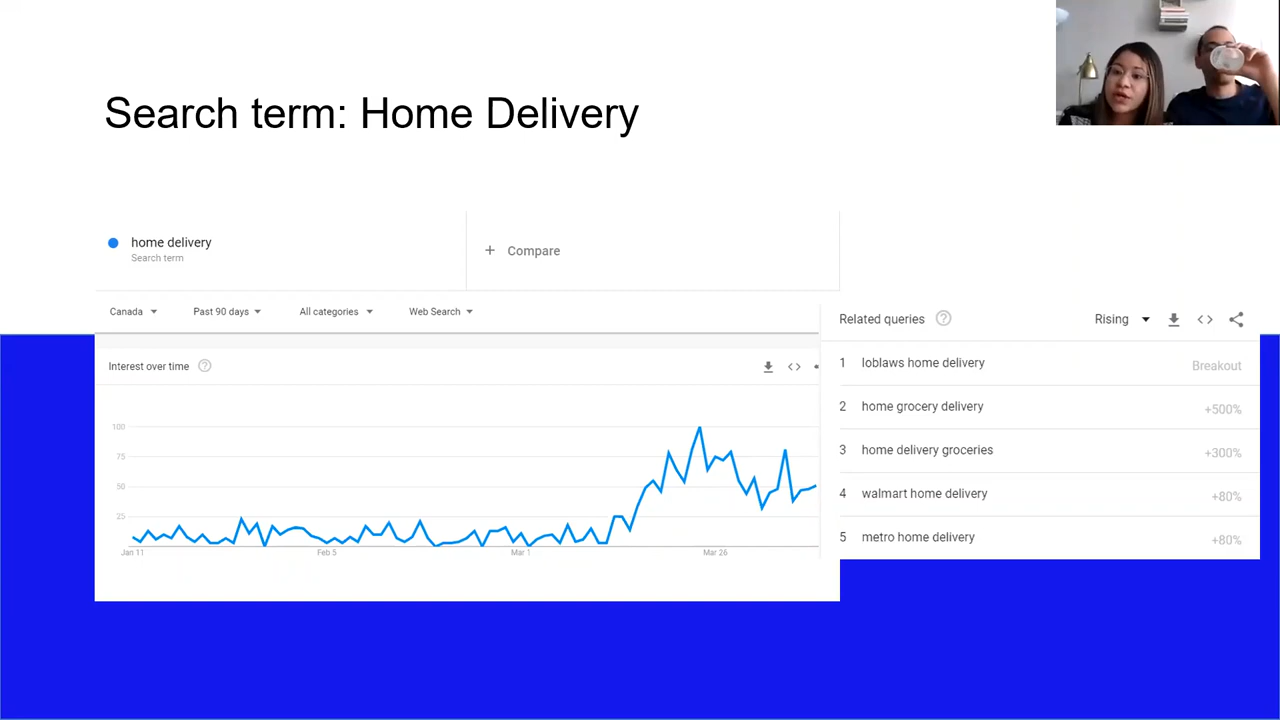 Search term: Home Delivery
home delivery
Search term
+ Compare
Canada
Past 90 days
All categories
Web Search
Interest over time
100
75
50
25
Jan 11
Feb 5
Mar 1
Mar 26
Related queries
Rising
1 loblaws home delivery Breakout
2 home grocery delivery +500%
3 home delivery groceries +300%
4 walmart home delivery +80%
5 metro home delivery +80%